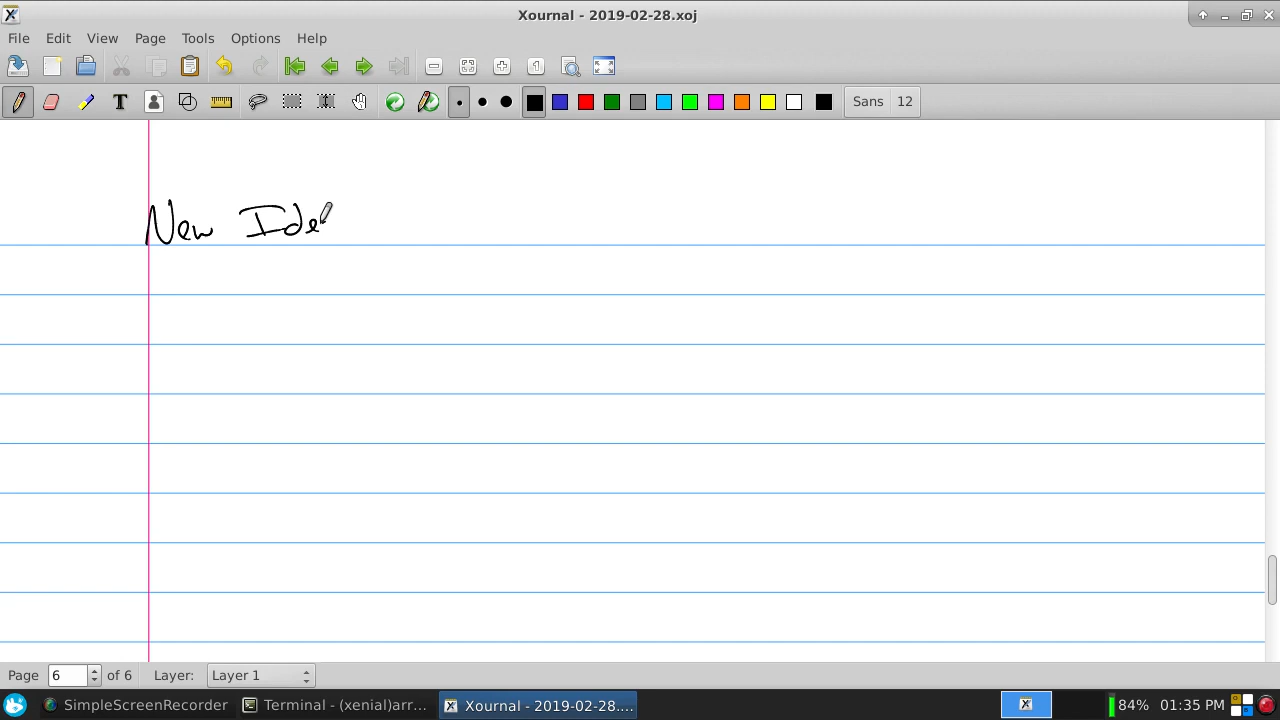 Xournal - 2019-02-28.xoj
File Edit View Page Tools Options Help
Sans 12
New Ide
Page 6 of 6 Layer: Layer 1
SimpleScreenRecorder Terminal - (xenial)arr... Xournal - 2019-02-28.... 84% 01:35 PM